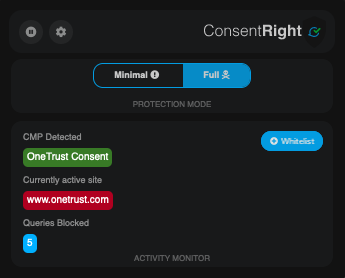 ConsentRight
Minimal Full
PROTECTION MODE
CMP Detected
Whitelist
OneTrust Consent
Currently active site
www.onetrust.com
Queries Blocked
5
ACTIVITY MONITOR